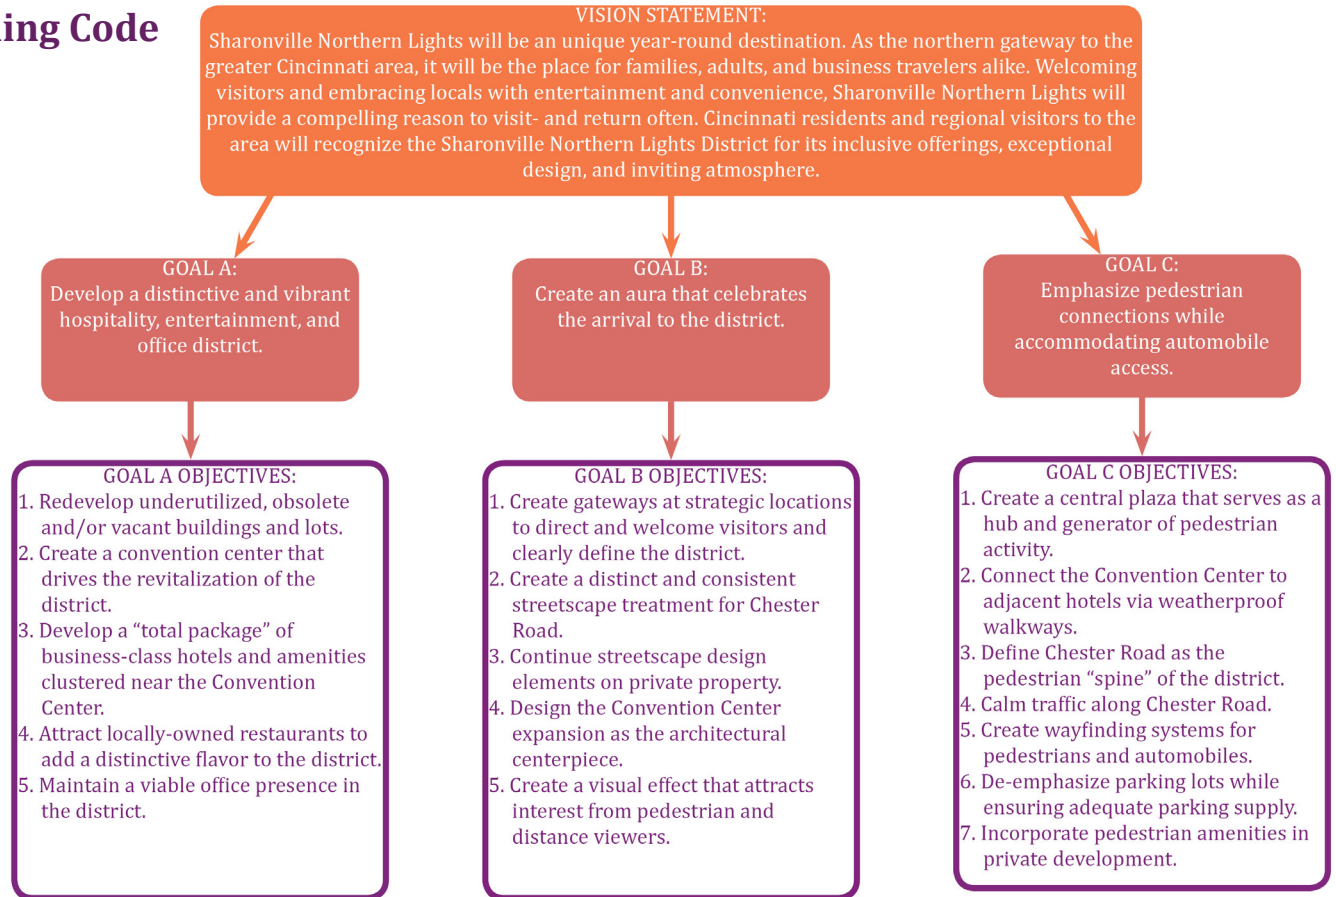 ing Code
VISION STATEMENT:
Sharonville Northern Lights will be an unique year-round destination. As the northern gateway to the
greater Cincinnati area, it will be the place for families, adults, and business travelers alike. Welcoming
visitors and embracing locals with entertainment and convenience, Sharonville Northern Lights will
provide a compelling reason to visit- and return often. Cincinnati residents and regional visitors to the
area will recognize the Sharonville Northern Lights District for its inclusive offerings, exceptional
design, and inviting atmosphere.
GOAL A:
Develop a distinctive and vibrant
hospitality, entertainment, and
office district.
GOAL B:
Create an aura that celebrates
the arrival to the district.
GOAL C:
Emphasize pedestrian
connections while
accommodating automobile
access.
GOAL A OBJECTIVES:
1. Redevelop underutilized, obsolete
and/or vacant buildings and lots.
2. Create a convention center that
drives the revitalization of the
district.
3. Develop a “total package” of
business-class hotels and amenities
clustered near the Convention
Center.
4. Attract locally-owned restaurants to
add a distinctive flavor to the district.
5. Maintain a viable office presence in
the district.
GOAL B OBJECTIVES:
1. Create gateways at strategic locations
to direct and welcome visitors and
clearly define the district.
2. Create a distinct and consistent
streetscape treatment for Chester
Road.
3. Continue streetscape design
elements on private property.
4. Design the Convention Center
expansion as the architectural
centerpiece.
5. Create a visual effect that attracts
interest from pedestrian and
distance viewers.
GOAL C OBJECTIVES:
1. Create a central plaza that serves as a
hub and generator of pedestrian
activity.
2. Connect the Convention Center to
adjacent hotels via weatherproof
walkways.
3. Define Chester Road as the
pedestrian “spine” of the district.
4. Calm traffic along Chester Road.
5. Create wayfinding systems for
pedestrians and automobiles.
6. De-emphasize parking lots while
ensuring adequate parking supply.
7. Incorporate pedestrian amenities in
private development.